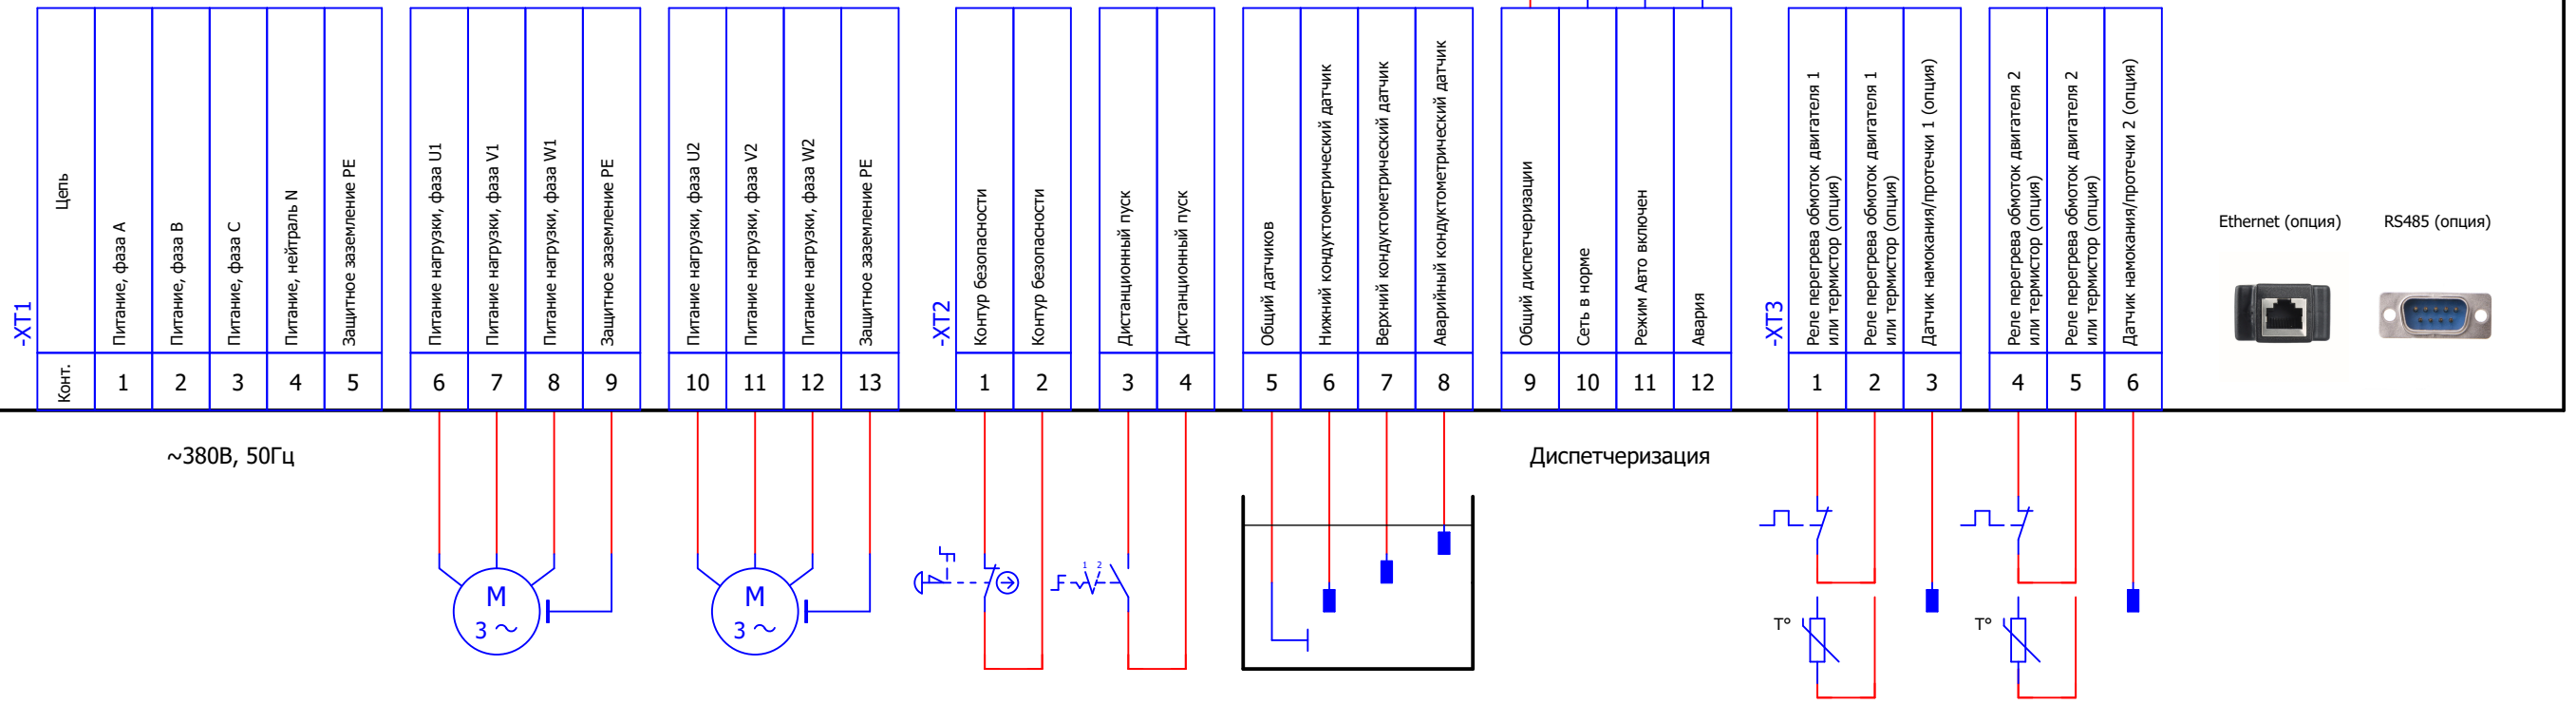 -XT1
Цепь
Конт.
Питание, фаза A
1
Питание, фаза B
2
Питание, фаза C
3
Питание, нейтраль N
4
Защитное заземление PE
5
Питание нагрузки, фаза U1
6
Питание нагрузки, фаза V1
7
Питание нагрузки, фаза W1
8
Защитное заземление PE
9
Питание нагрузки, фаза U2
10
Питание нагрузки, фаза V2
11
Питание нагрузки, фаза W2
12
Защитное заземление PE
13
-XT2
Контур безопасности
1
Контур безопасности
2
Дистанционный пуск
3
Дистанционный пуск
4
Общий датчиков
5
Нижний кондуктометрический датчик
6
Верхний кондуктометрический датчик
7
Аварийный кондуктометрический датчик
8
Общий диспетчеризации
9
Сеть в норме
10
Режим Авто включен
11
Авария
12
-XT3
Реле перегрева обмоток двигателя 1
или термистор (опция)
1
Реле перегрева обмоток двигателя 1
или термистор (опция)
2
Датчик намокания/протечки 1 (опция)
3
Реле перегрева обмоток двигателя 2
или термистор (опция)
4
Реле перегрева обмоток двигателя 2
или термистор (опция)
5
Датчик намокания/протечки 2 (опция)
6
Ethernet (опция)
RS485 (опция)
~380В, 50Гц
Диспетчеризация
M
3 ~
M
3 ~
1 2
T°
T°